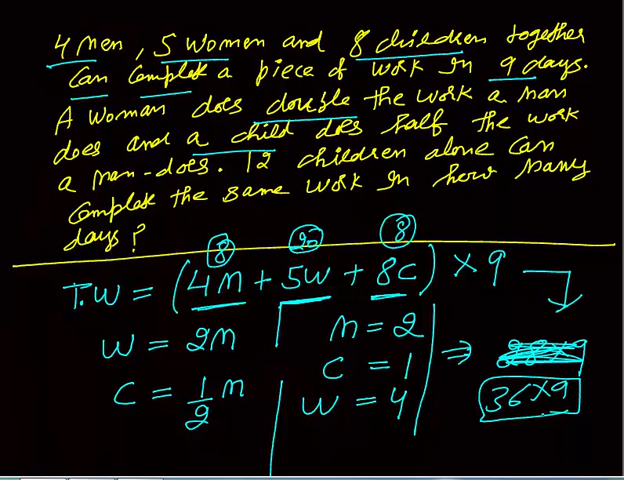 4 Men, 5 Women and 8 children together
Can Complet a piece of work in 9 days.
A Woman does double the work a man
does and a child does half the work
a man does. 12 children alone Can
Complet the same work in how many
days?
8 20 8
T.W = (4M + 5W + 8C) × 9
W = 2M M = 2
C = 1 ⇒ 36×9
C = 1/2 M W = 4